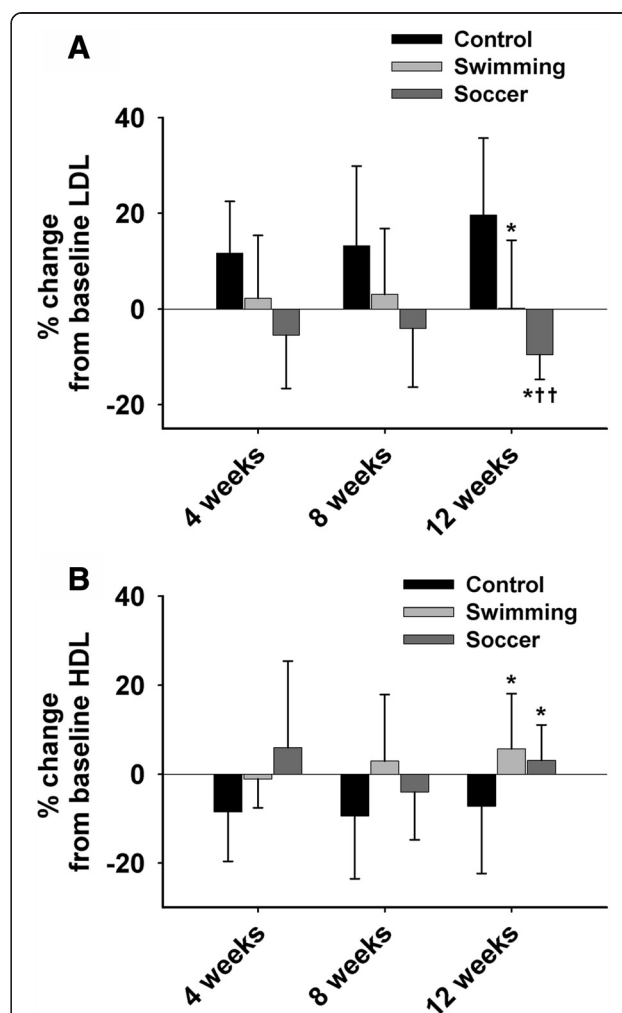 A
Control
Swimming
Soccer
% change
from baseline LDL
40
20
0
-20
*
*††
4 weeks
8 weeks
12 weeks
B
Control
Swimming
Soccer
% change
from baseline HDL
40
20
0
-20
*
*
4 weeks
8 weeks
12 weeks